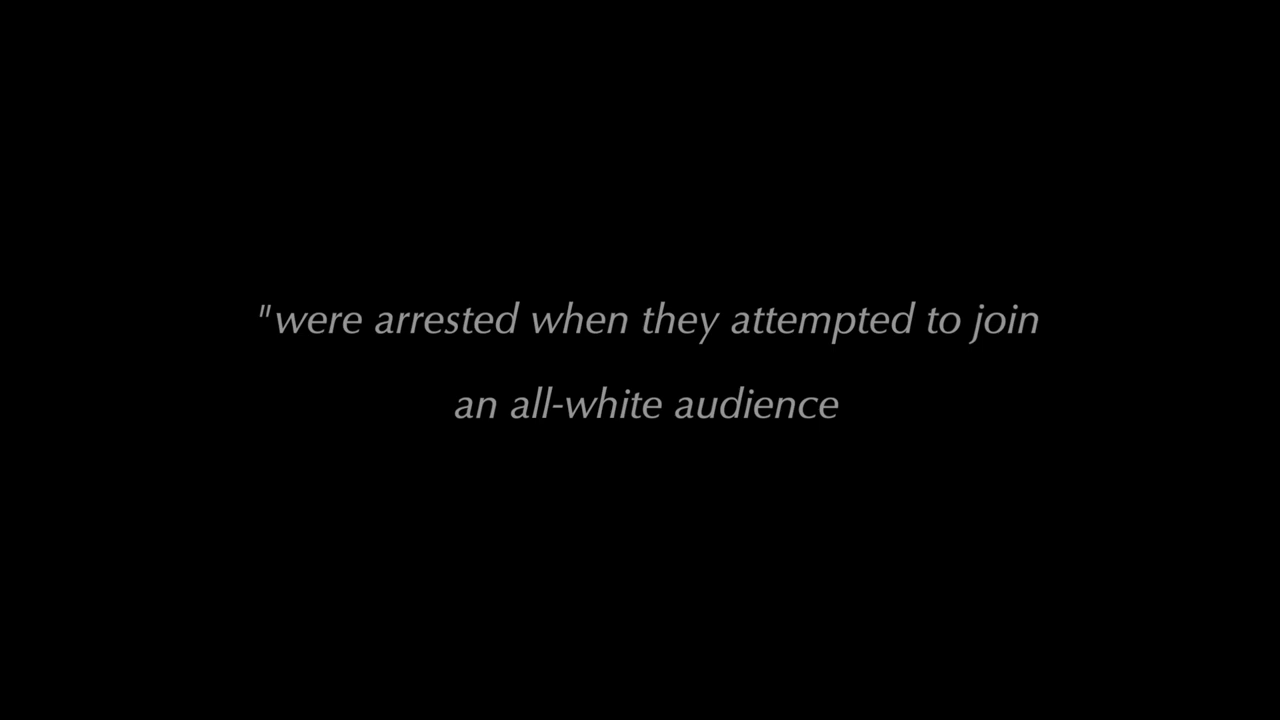 "were arrested when they attempted to join
an all-white audience